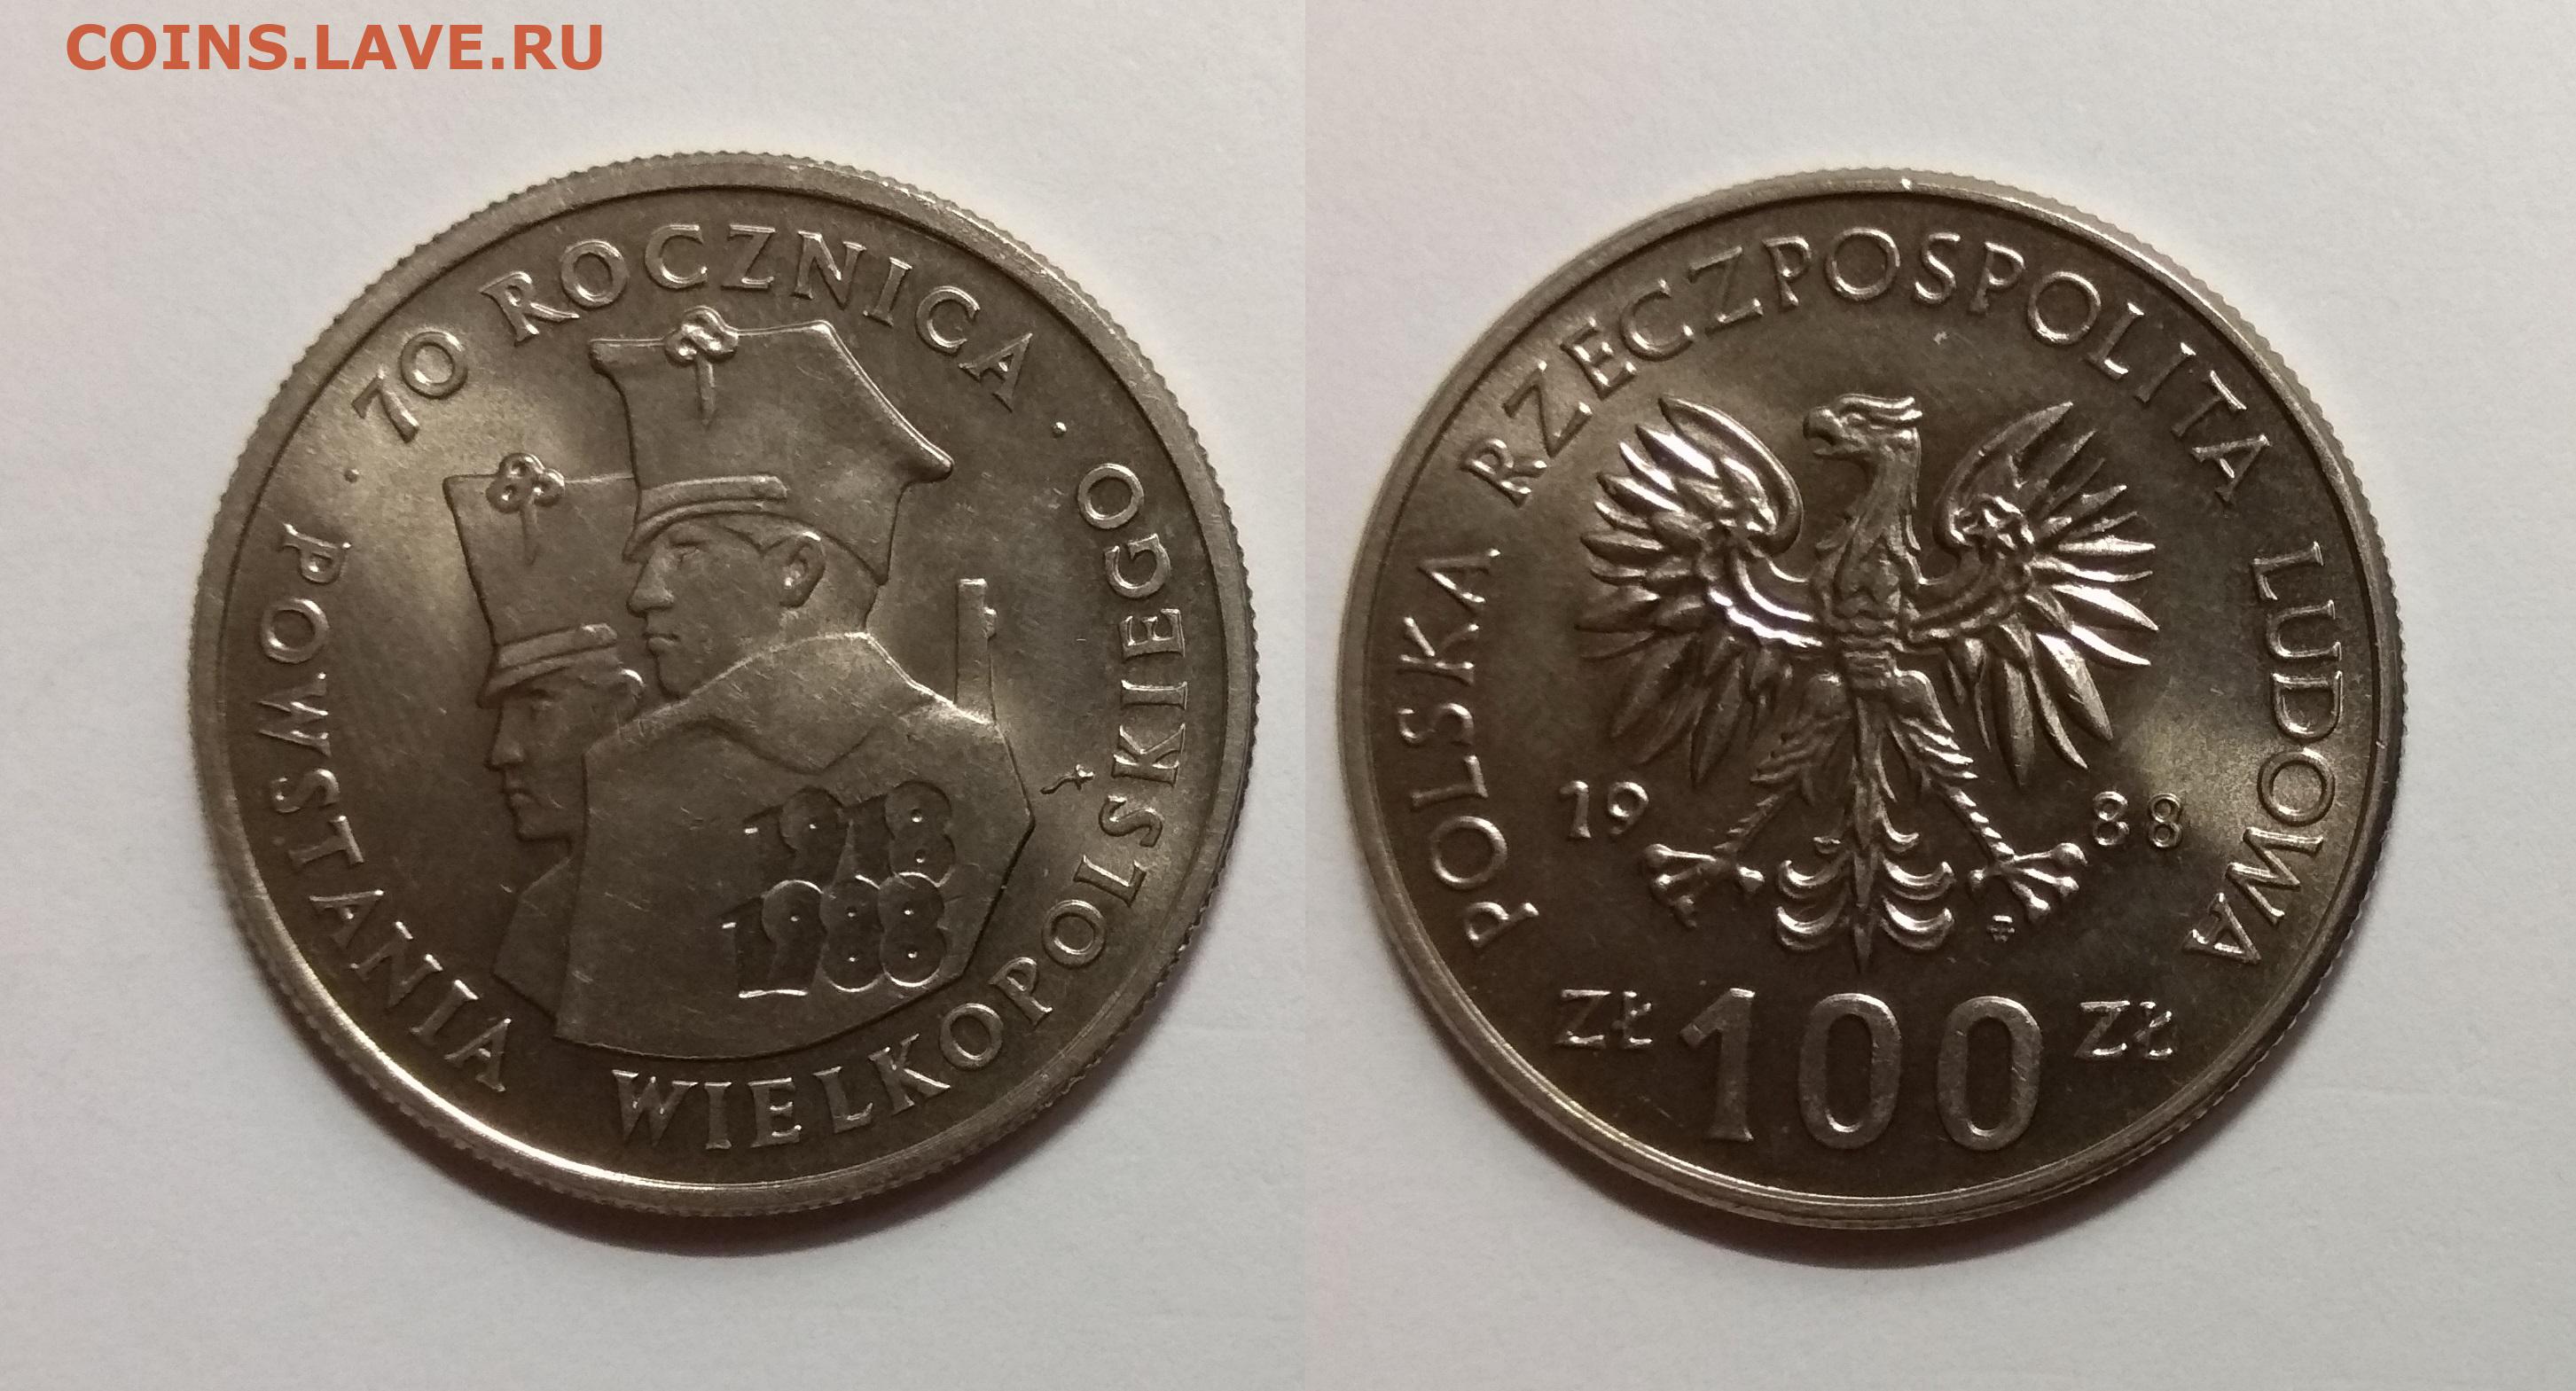 COINS.LAVE.RU
· 70 ROCZNICA ·
POWSTANIA WIELKOPOLSKIEGO
1918
1988
POLSKA RZECZPOSPOLITA LUDOWA
19 88
ZŁ 100 ZŁ